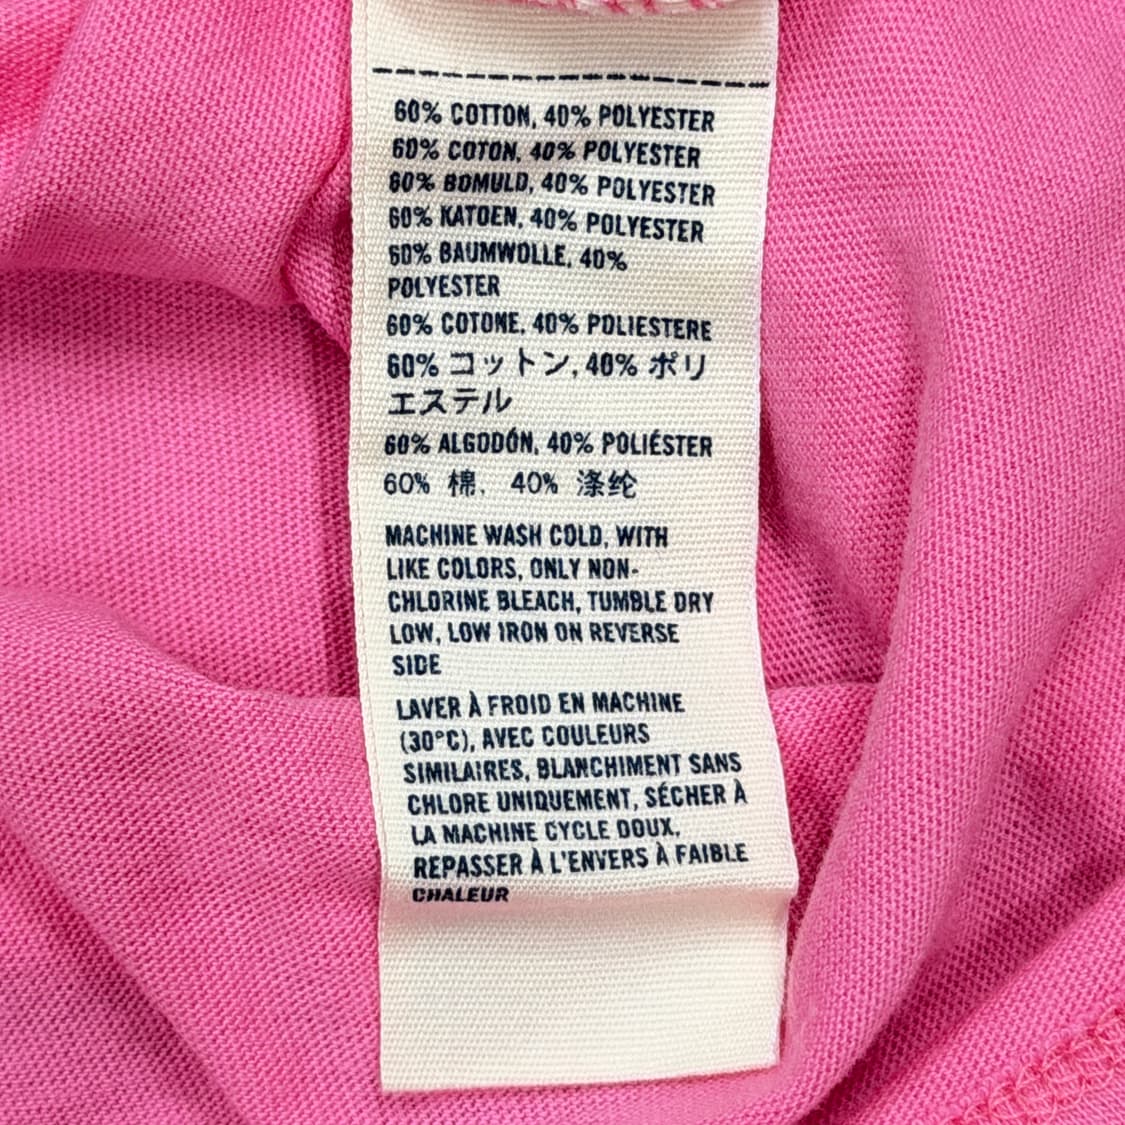 60% COTTON, 40% POLYESTER
60% COTON, 40% POLYESTER
60% BOMULD, 40% POLYESTER
60% KATOEN, 40% POLYESTER
60% BAUMWOLLE, 40%
POLYESTER
60% COTONE, 40% POLIESTERE
60% コットン, 40% ポリ
エステル
60% ALGODÓN, 40% POLIÉSTER
60% 棉, 40% 涤纶
MACHINE WASH COLD, WITH
LIKE COLORS, ONLY NON-
CHLORINE BLEACH, TUMBLE DRY
LOW, LOW IRON ON REVERSE
SIDE
LAVER À FROID EN MACHINE
(30°C), AVEC COULEURS
SIMILAIRES, BLANCHIMENT SANS
CHLORE UNIQUEMENT, SÉCHER À
LA MACHINE CYCLE DOUX,
REPASSER À L'ENVERS À FAIBLE
CHALEUR